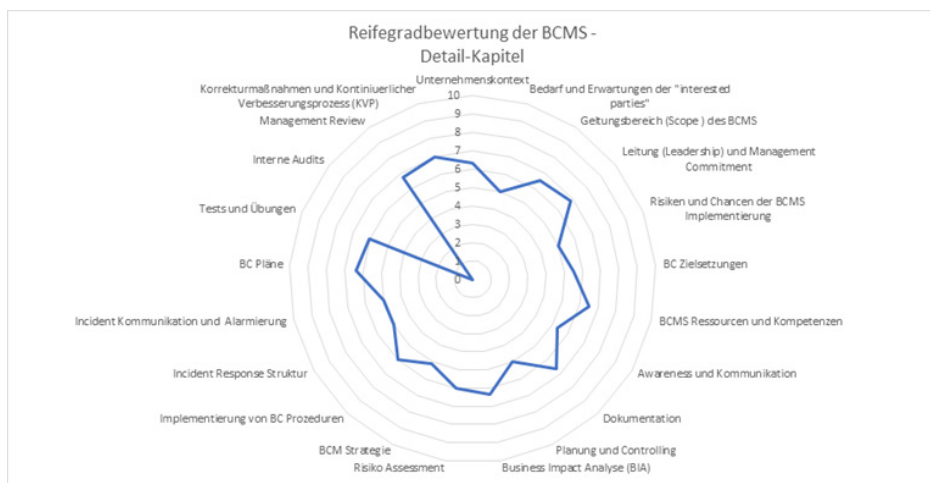 Reifegradbewertung der BCMS -
Detail-Kapitel
Unternehmenskontext
Bedarf und Erwartungen der "interested
parties"
Geltungsbereich (Scope ) des BCMS
Leitung (Leadership) und Management
Commitment
Risiken und Chancen der BCMS
Implementierung
BC Zielsetzungen
BCMS Ressourcen und Kompetenzen
Awareness und Kommunikation
Dokumentation
Planung und Controlling
Business Impact Analyse (BIA)
Risiko Assessment
BCM Strategie
Implementierung von BC Prozeduren
Incident Response Struktur
Incident Kommunikation und Alarmierung
BC Pläne
Tests und Übungen
Interne Audits
Management Review
Korrekturmaßnahmen und Kontiniuerlicher
Verbesserungsprozess (KVP)
10
9
8
7
6
5
4
3
2
1
0